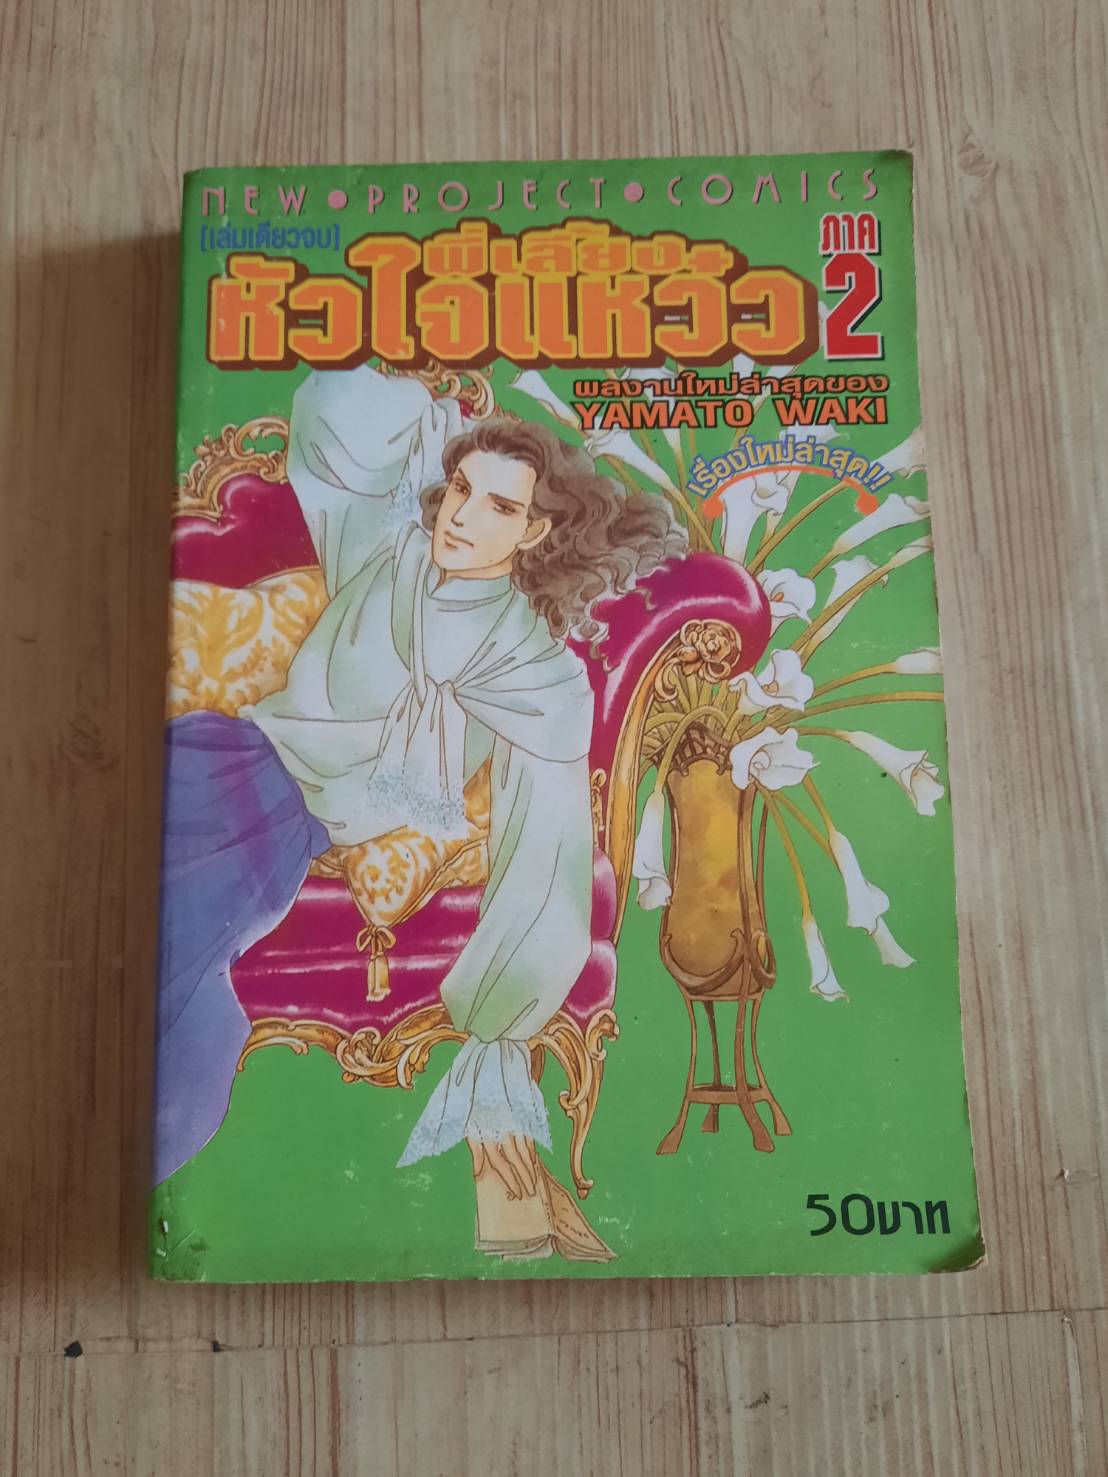 NEW • PROJECT • COMICS
[เล่มเดียวจบ]
พี่เลี้ยง
หัวใจแหวว
ภาค
2
ผลงานใหม่ล่าสุดของ
YAMATO WAKI
เรื่องใหม่ล่าสุด!!
50บาท